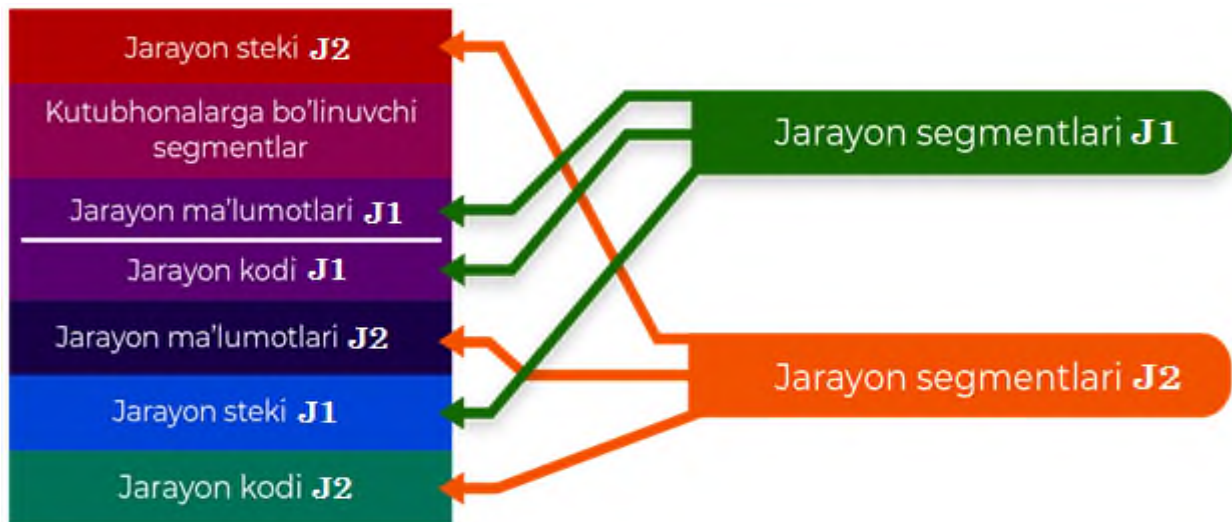 Jarayon steki J2
Kutubhonalarga bo'linuvchi
segmentlar
Jarayon ma'lumotlari J1
Jarayon kodi J1
Jarayon ma'lumotlari J2
Jarayon steki J1
Jarayon kodi J2
Jarayon segmentlari J1
Jarayon segmentlari J2